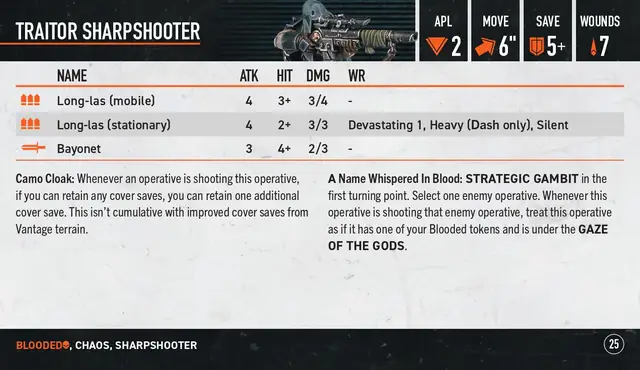 TRAITOR SHARPSHOOTER
APL MOVE SAVE WOUNDS
2 6" 5+ 7
NAME ATK HIT DMG WR
Long-las (mobile) 4 3+ 3/4 -
Long-las (stationary) 4 2+ 3/3 Devastating 1, Heavy (Dash only), Silent
Bayonet 3 4+ 2/3 -
Camo Cloak: Whenever an operative is shooting this operative,
if you can retain any cover saves, you can retain one additional
cover save. This isn't cumulative with improved cover saves from
Vantage terrain.
A Name Whispered In Blood: STRATEGIC GAMBIT in the
first turning point. Select one enemy operative. Whenever this
operative is shooting that enemy operative, treat this operative
as if it has one of your Blooded tokens and is under the GAZE
OF THE GODS.
BLOODED, CHAOS, SHARPSHOOTER
25